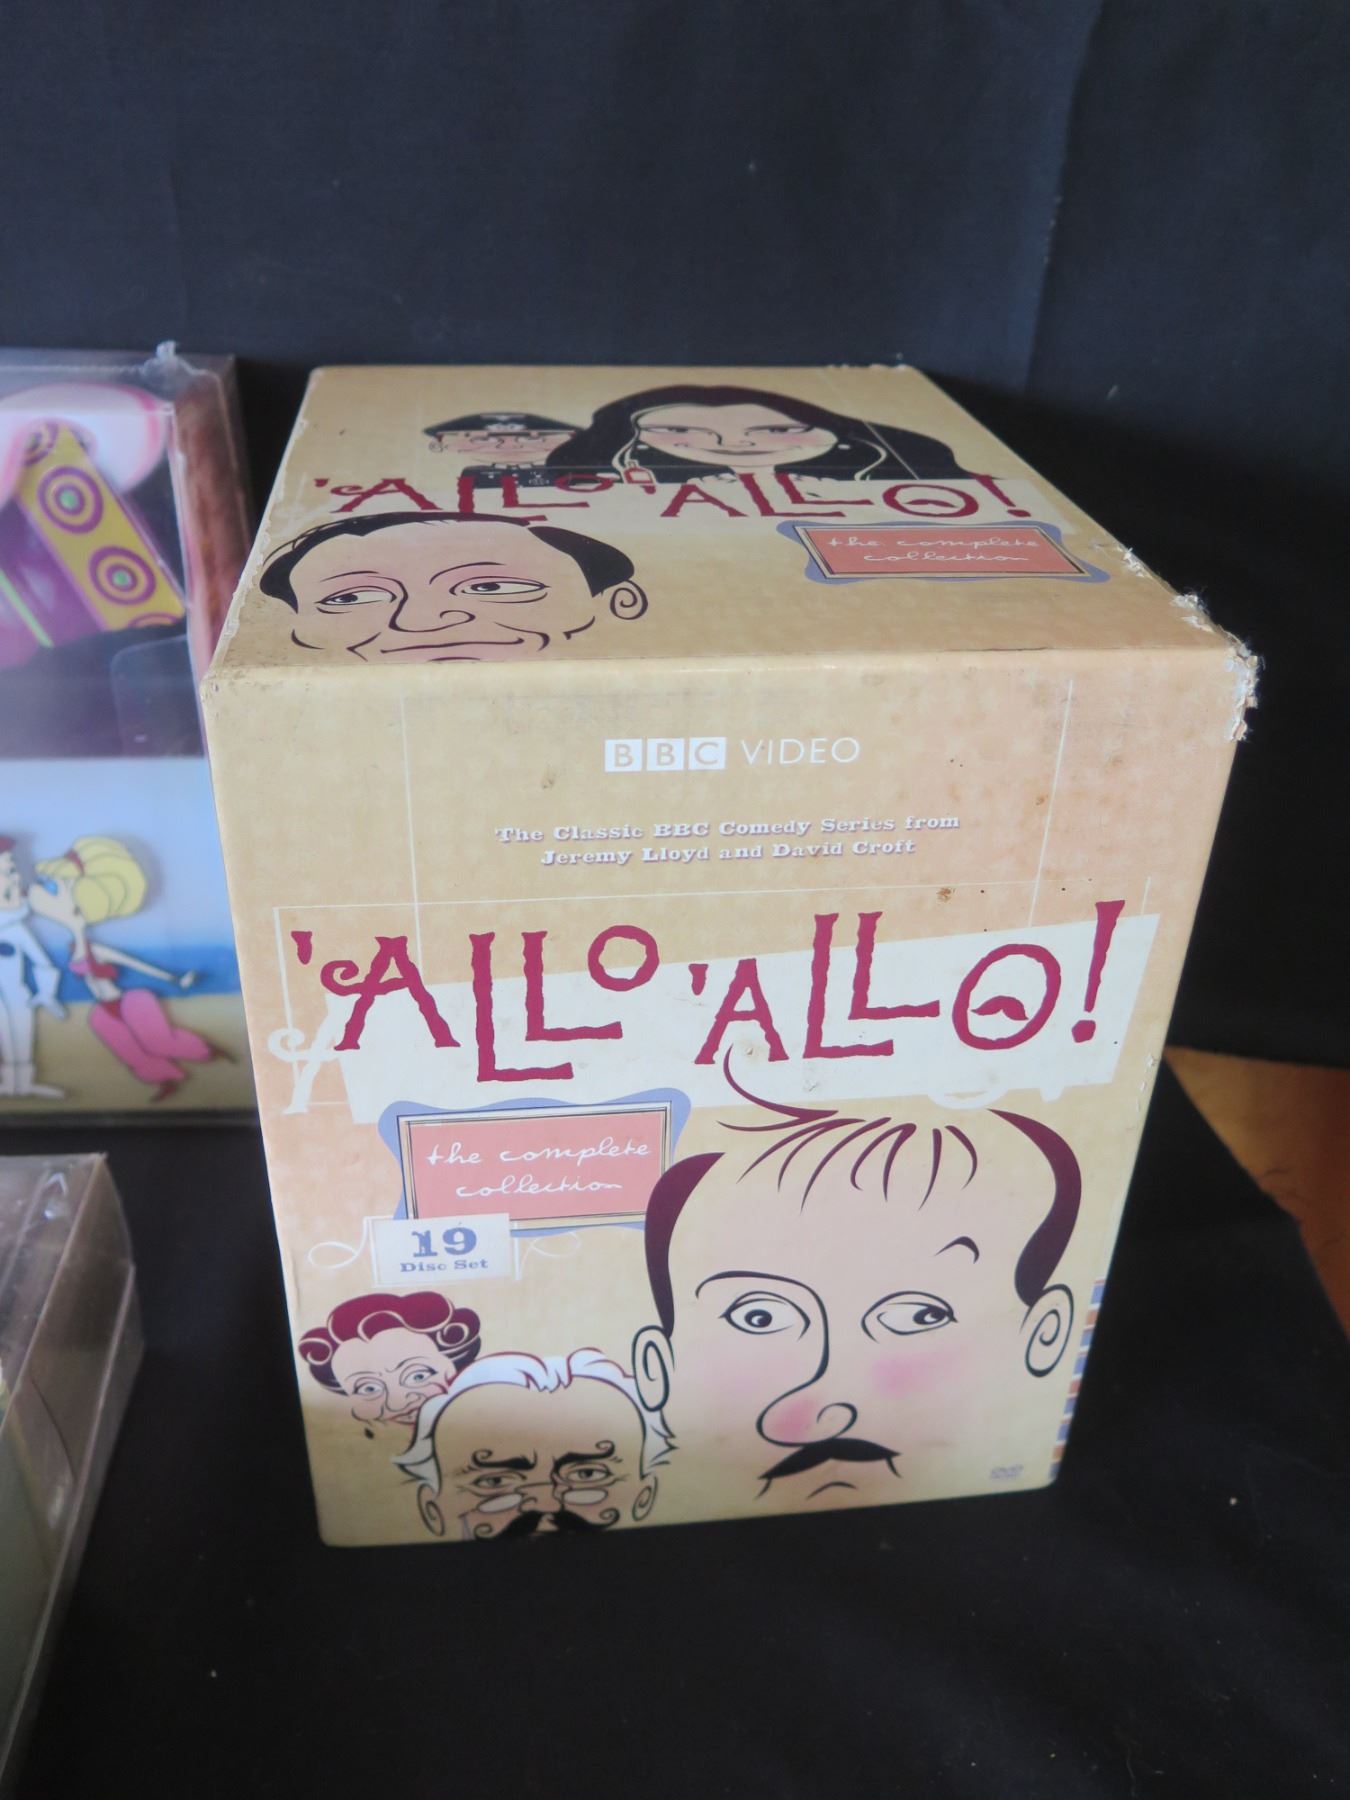 'ALLO 'ALLO!
the complete
collection
BBC VIDEO
The Classic BBC Comedy Series from
Jeremy Lloyd and David Croft
'ALLO 'ALLO!
the complete
collection
19
Disc Set
DVD